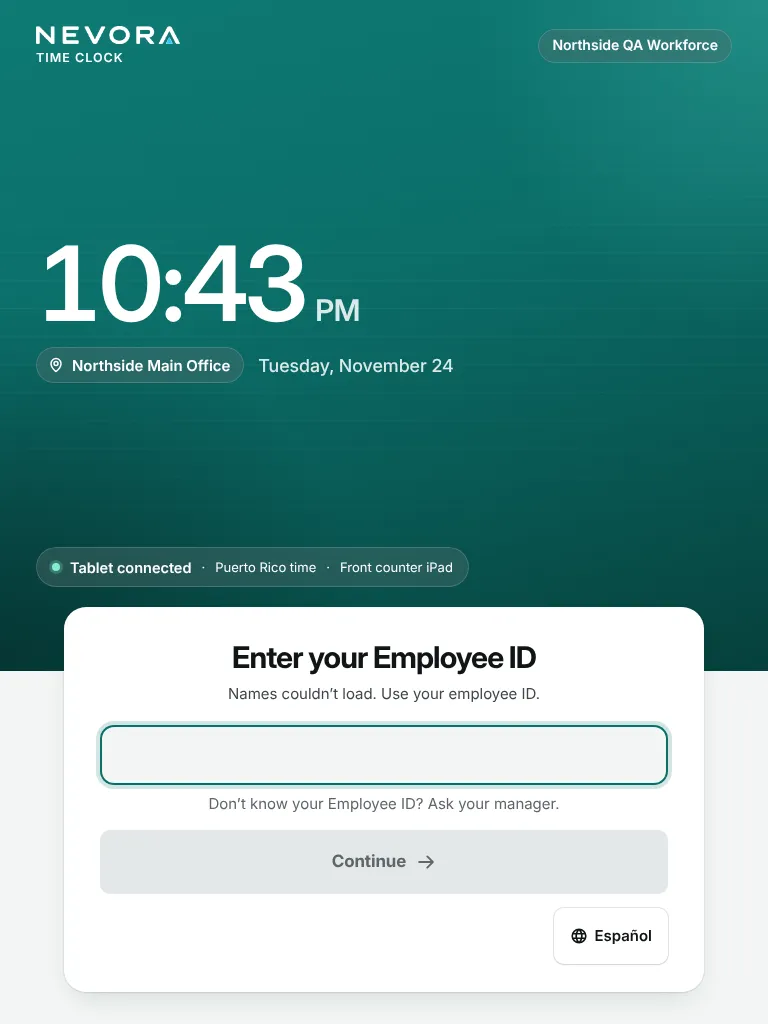 NEVORA
TIME CLOCK
Northside QA Workforce
10:43 PM
Northside Main Office
Tuesday, November 24
Tablet connected · Puerto Rico time · Front counter iPad
Enter your Employee ID
Names couldn’t load. Use your employee ID.
Don’t know your Employee ID? Ask your manager.
Continue →
Español